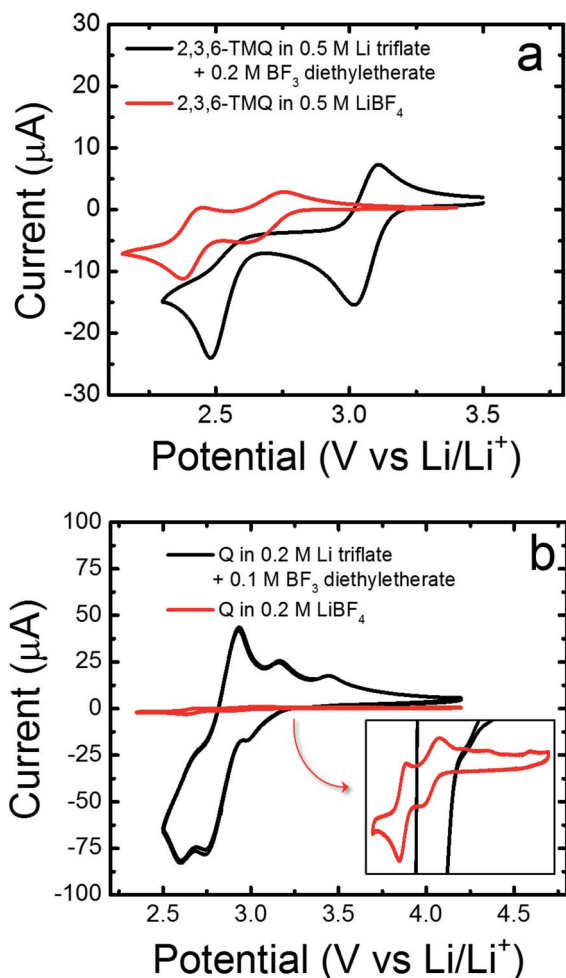 30
20
10
0
-10
-20
-30
Current (μA)
2,3,6-TMQ in 0.5 M Li triflate
+ 0.2 M BF₃ diethyletherate
2,3,6-TMQ in 0.5 M LiBF₄
a
2.5 3.0 3.5
Potential (V vs Li/Li⁺)
100
75
50
25
0
-25
-50
-75
-100
Current (μA)
Q in 0.2 M Li triflate
+ 0.1 M BF₃ diethyletherate
Q in 0.2 M LiBF₄
b
2.5 3.0 3.5 4.0 4.5
Potential (V vs Li/Li⁺)